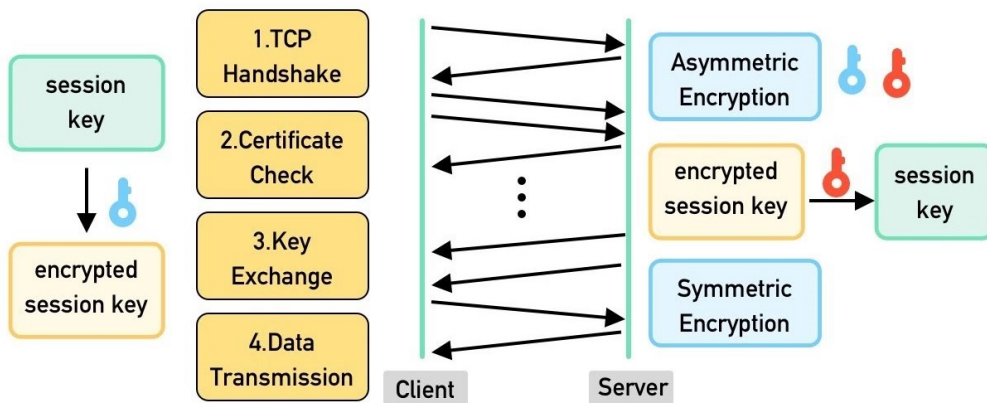 session
key
encrypted
session key
1.TCP
Handshake
2.Certificate
Check
3.Key
Exchange
4.Data
Transmission
Client
Server
Asymmetric
Encryption
encrypted
session key
session
key
Symmetric
Encryption